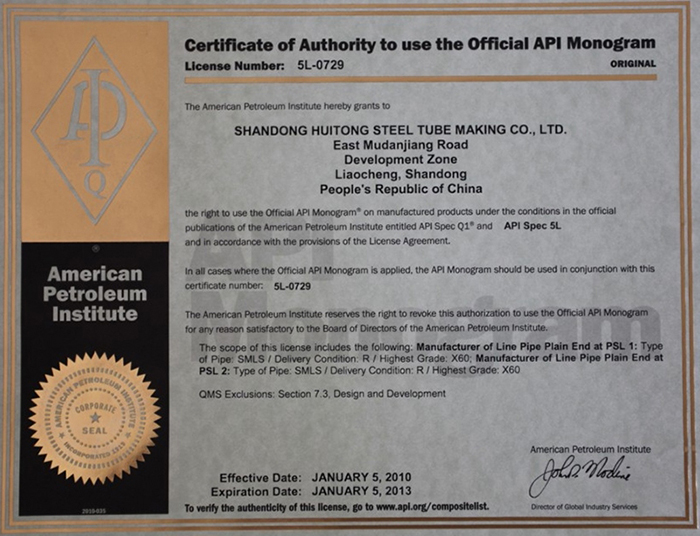 Certificate of Authority to use the Official API Monogram
License Number: 5L-0729
ORIGINAL
The American Petroleum Institute hereby grants to
SHANDONG HUITONG STEEL TUBE MAKING CO., LTD.
East Mudanjiang Road
Development Zone
Liaocheng, Shandong
People's Republic of China
the right to use the Official API Monogram® on manufactured products under the conditions in the official
publications of the American Petroleum Institute entitled API Spec Q1® and API Spec 5L
and in accordance with the provisions of the License Agreement.
In all cases where the Official API Monogram is applied, the API Monogram should be used in conjunction with this
certificate number: 5L-0729
The American Petroleum Institute reserves the right to revoke this authorization to use the Official API Monogram
for any reason satisfactory to the Board of Directors of the American Petroleum Institute.
The scope of this license includes the following: Manufacturer of Line Pipe Plain End at PSL 1: Type
of Pipe: SMLS / Delivery Condition: R / Highest Grade: X60; Manufacturer of Line Pipe Plain End at
PSL 2: Type of Pipe: SMLS / Delivery Condition: R / Highest Grade: X60
QMS Exclusions: Section 7.3, Design and Development
American Petroleum Institute
Effective Date: JANUARY 5, 2010
Expiration Date: JANUARY 5, 2013
To verify the authenticity of this license, go to www.api.org/compositelist.
Director of Global Industry Services
API
Q
®
American
Petroleum
Institute
AMERICAN PETROLEUM INSTITUTE
CORPORATE
SEAL
INCORPORATED 1919